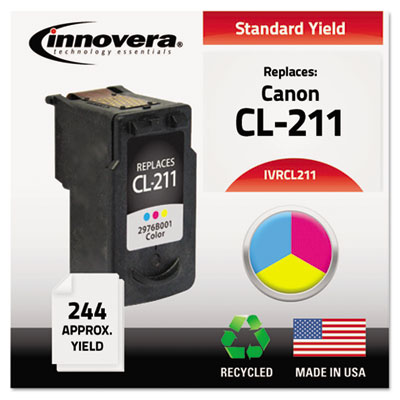 innovera®
technology essentials
Standard Yield
Replaces:
Canon
CL-211
IVRCL211
REPLACES
CL-211
2976B001
Color
244
APPROX.
YIELD
RECYCLED
MADE IN USA